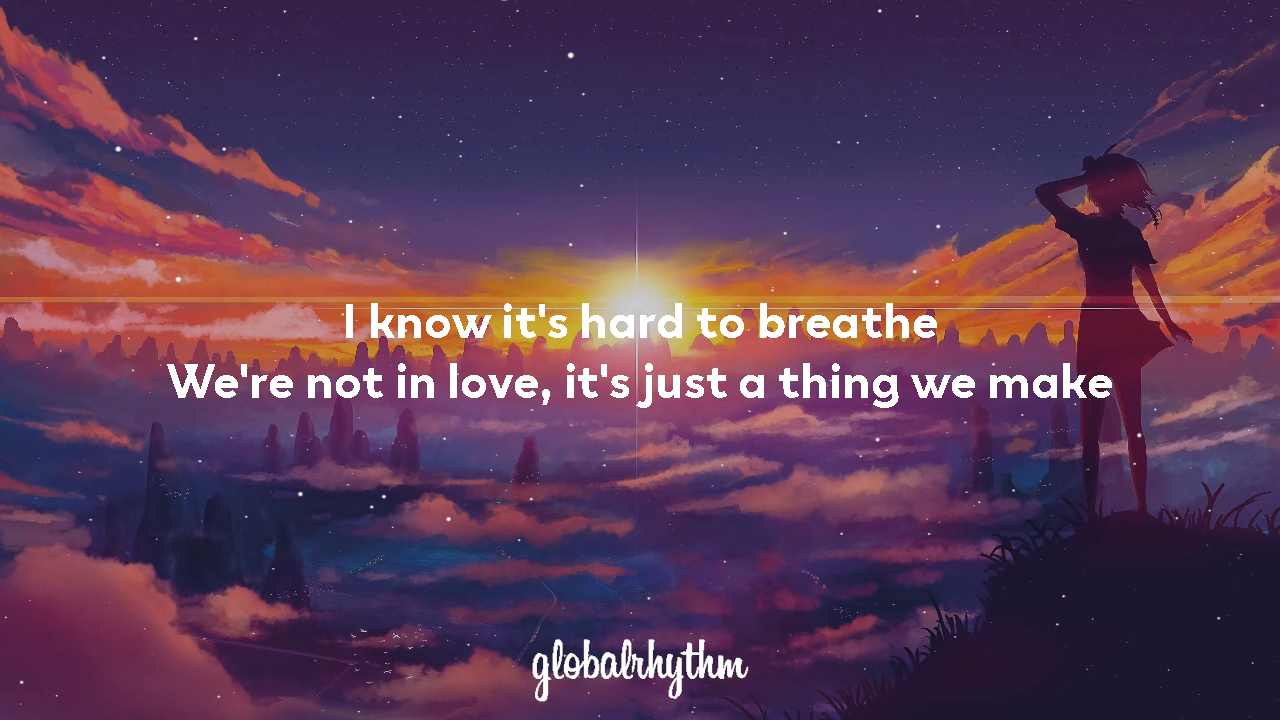 I know it's hard to breathe
We're not in love, it's just a thing we make
globalrhythm